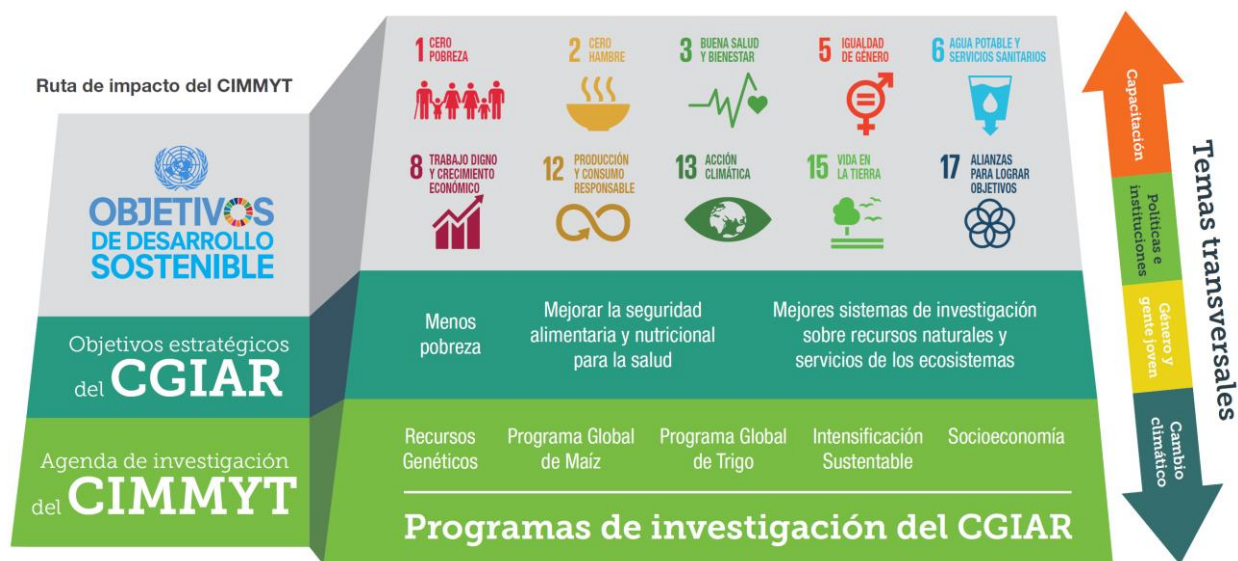 Ruta de impacto del CIMMYT
OBJETIVOS
DE DESARROLLO
SOSTENIBLE
1 CERO
POBREZA
2 CERO
HAMBRE
3 BUENA SALUD
Y BIENESTAR
5 IGUALDAD
DE GÉNERO
6 AGUA POTABLE Y
SERVICIOS SANITARIOS
8 TRABAJO DIGNO
Y CRECIMIENTO
ECONÓMICO
12 PRODUCCIÓN
Y CONSUMO
RESPONSABLE
13 ACCIÓN
CLIMÁTICA
15 VIDA EN
LA TIERRA
17 ALIANZAS
PARA LOGRAR
OBJETIVOS
Objetivos estratégicos
del CGIAR
Menos
pobreza
Mejorar la seguridad
alimentaria y nutricional
para la salud
Mejores sistemas de investigación
sobre recursos naturales y
servicios de los ecosistemas
Agenda de investigación
del CIMMYT
Recursos
Genéticos
Programa Global
de Maíz
Programa Global
de Trigo
Intensificación
Sustentable
Socioeconomía
Programas de investigación del CGIAR
Capacitación
Políticas e
instituciones
Género y
gente joven
Cambio
climático
Temas transversales